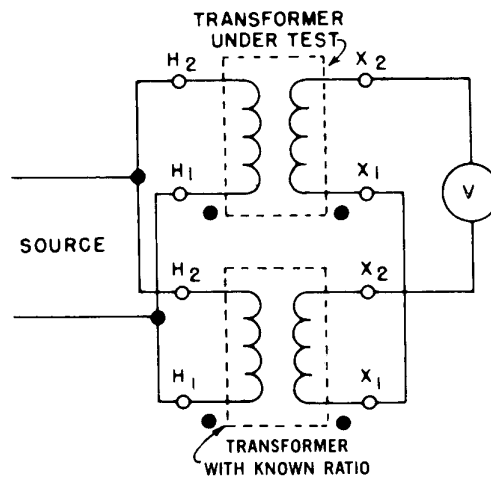 TRANSFORMER
UNDER TEST
H2
X2
H1
X1
V
SOURCE
H2
X2
H1
X1
TRANSFORMER
WITH KNOWN RATIO